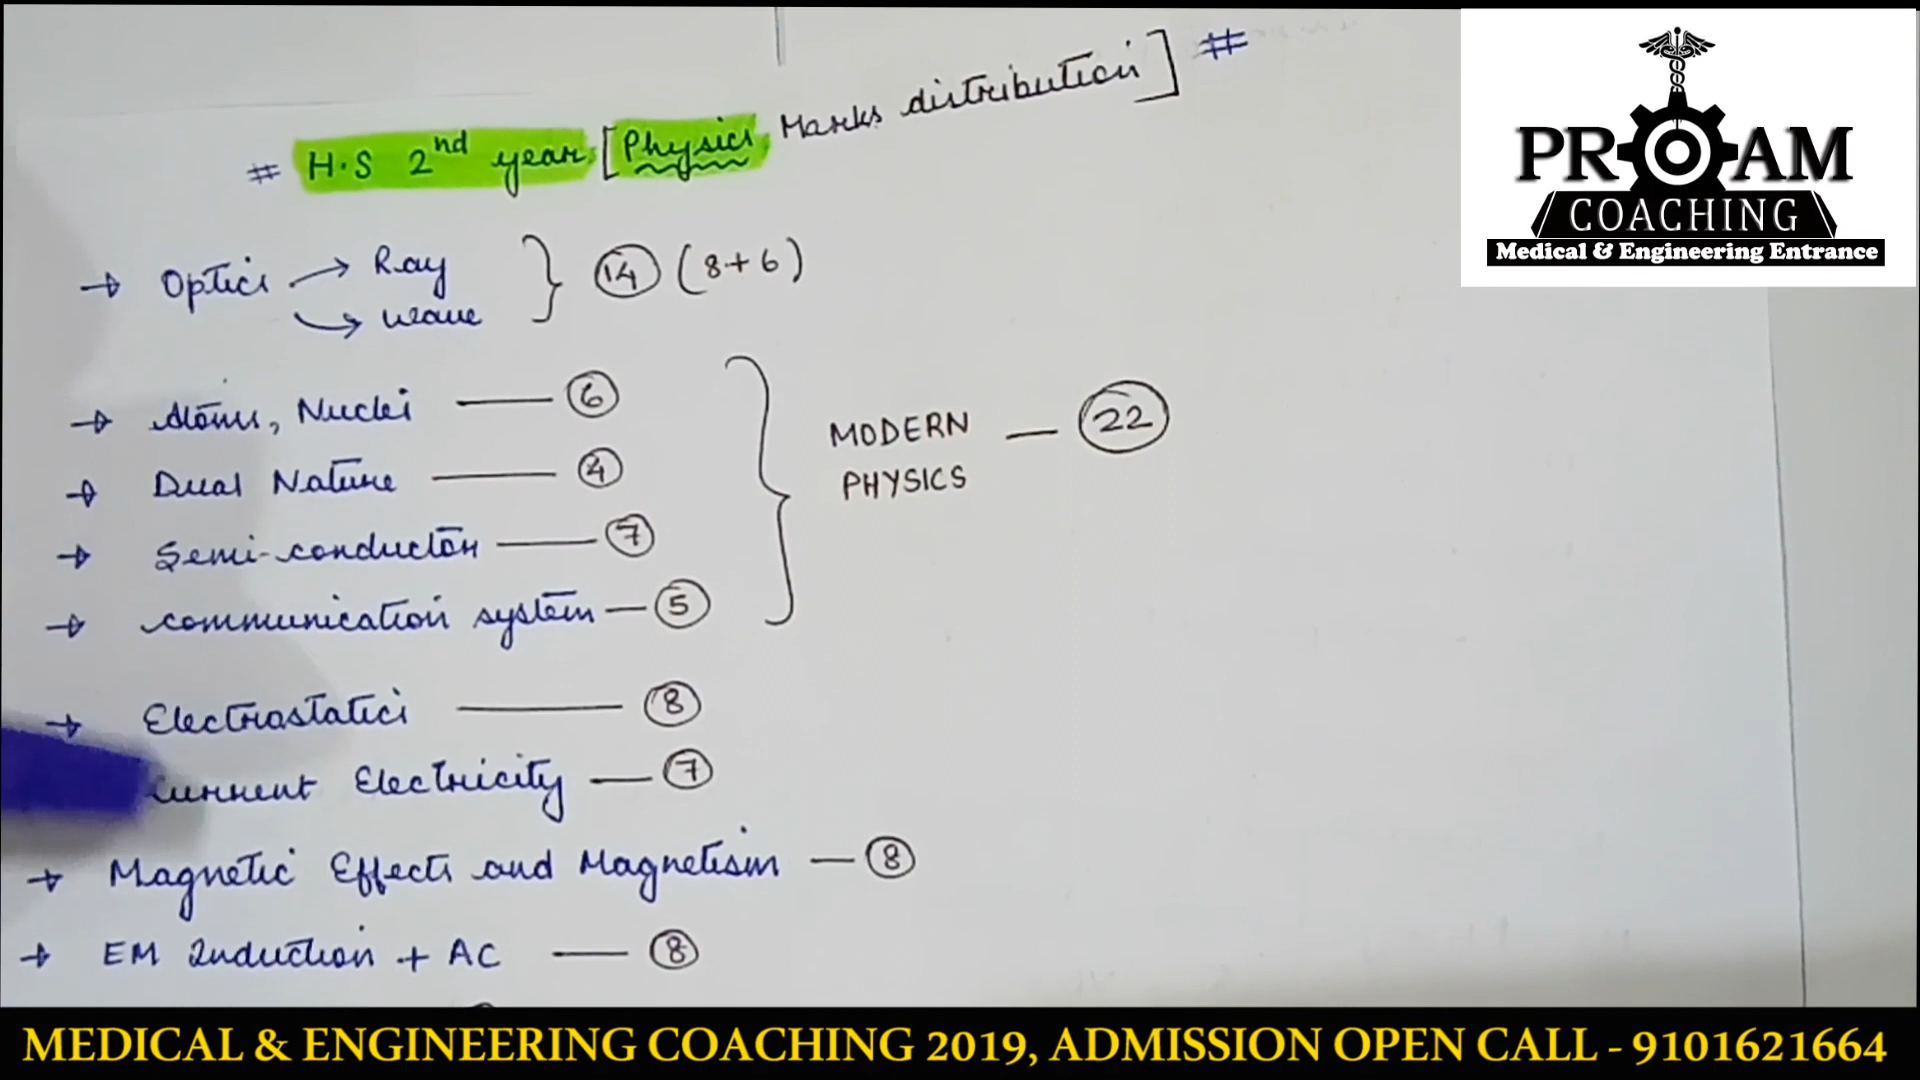 # H.S 2nd year [Physics Marks distribution] #
→ Optics → Ray } 14 (8+6)
→ wave
→ Atoms, Nuclei — 6
→ Dual Nature — 4
→ Semi-conductor — 7
→ communication system — 5
MODERN PHYSICS — 22
→ Electrostatics — 8
Current Electricity — 7
→ Magnetic Effects and Magnetism — 8
→ EM Induction + AC — 8
PROAM
COACHING
Medical & Engineering Entrance
MEDICAL & ENGINEERING COACHING 2019, ADMISSION OPEN CALL - 9101621664